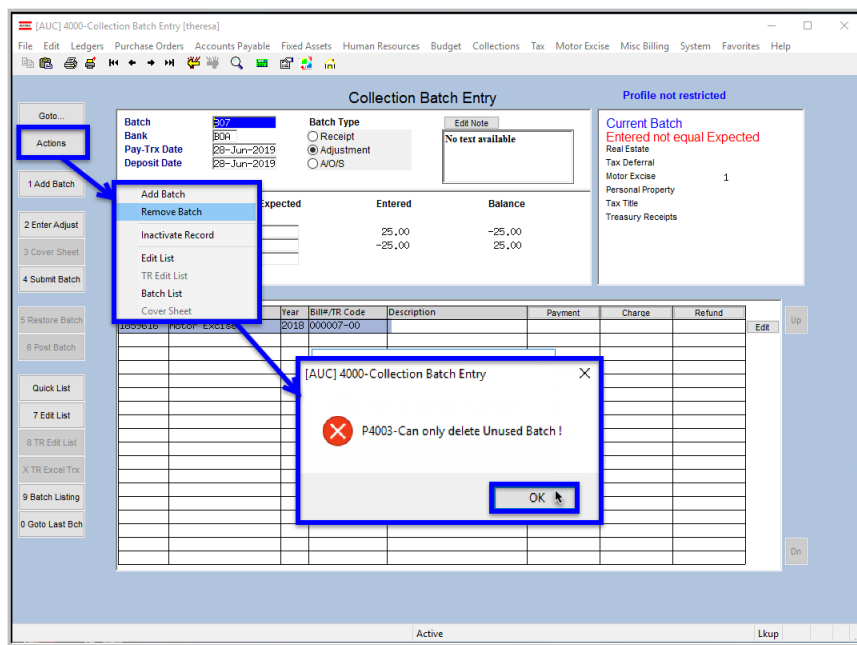 [AUC] 4000-Collection Batch Entry [theresa]
File Edit Ledgers Purchase Orders Accounts Payable Fixed Assets Human Resources Budget Collections Tax Motor Excise Misc Billing System Favorites Help
Collection Batch Entry
Profile not restricted
Goto...
Actions
1 Add Batch
2 Enter Adjust
3 Cover Sheet
4 Submit Batch
5 Restore Batch
6 Post Batch
Quick List
7 Edit List
8 TR Edit List
X TR Excel Trx
9 Batch Listing
0 Goto Last Bch
Batch 307
Bank BOA
Pay-Trx Date 28-Jun-2019
Deposit Date 28-Jun-2019
Batch Type
Receipt
Adjustment
A/O/S
Edit Note
No text available
Current Batch
Entered not equal Expected
Real Estate
Tax Deferral
Motor Excise 1
Personal Property
Tax Title
Treasury Receipts
Expected Entered Balance
25.00 -25.00
-25.00 25.00
Add Batch
Remove Batch
Inactivate Record
Edit List
TR Edit List
Batch List
Cover Sheet
Year Bill#/TR Code Description Payment Charge Refund
1859616 Motor Excise 2018 000007-00
Edit
Up
Dn
[AUC] 4000-Collection Batch Entry
P4003-Can only delete Unused Batch !
OK
Active Lkup